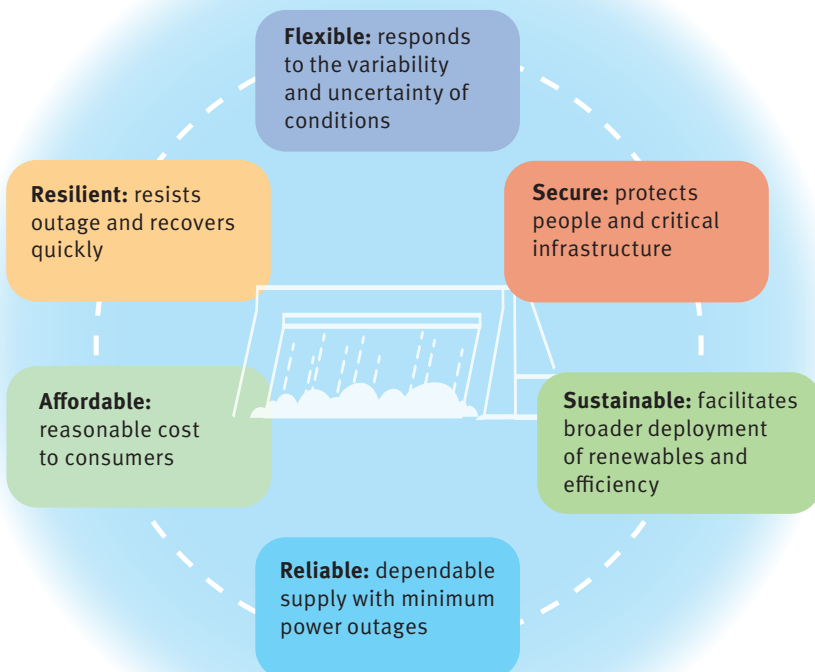 Flexible: responds
to the variability
and uncertainty of
conditions
Resilient: resists
outage and recovers
quickly
Secure: protects
people and critical
infrastructure
Affordable:
reasonable cost
to consumers
Sustainable: facilitates
broader deployment
of renewables and
efficiency
Reliable: dependable
supply with minimum
power outages